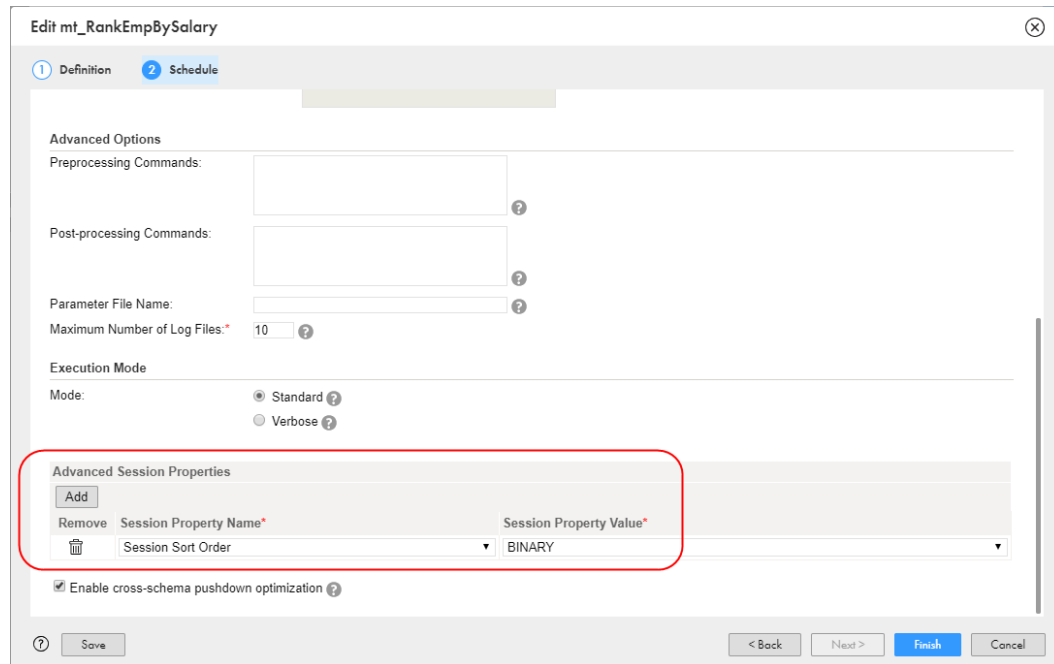 Edit mt_RankEmpBySalary
1 Definition 2 Schedule
Advanced Options
Preprocessing Commands:
?
Post-processing Commands:
?
Parameter File Name: ?
Maximum Number of Log Files:* 10 ?
Execution Mode
Mode: Standard ?
Verbose ?
Advanced Session Properties
Add
Remove Session Property Name* Session Property Value*
Session Sort Order BINARY
Enable cross-schema pushdown optimization ?
? Save < Back Next > Finish Cancel